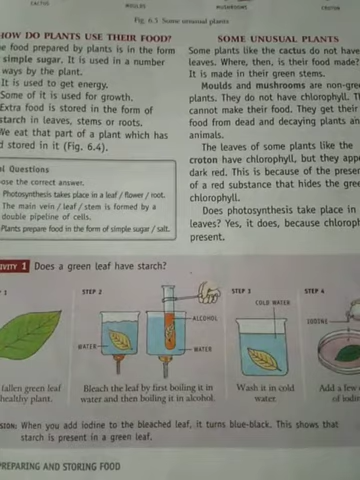 CACTUS
MOULDS
MUSHROOMS
CROTON
Fig. 6.3 Some unusual plants
HOW DO PLANTS USE THEIR FOOD?
e food prepared by plants is in the form
simple sugar. It is used in a number
ways by the plant.
It is used to get energy.
Some of it is used for growth.
Extra food is stored in the form of
starch in leaves, stems or roots.
We eat that part of a plant which has
d stored in it (Fig. 6.4).
l Questions
ose the correct answer.
Photosynthesis takes place in a leaf / flower / root.
The main vein / leaf / stem is formed by a
double pipeline of cells.
Plants prepare food in the form of simple sugar / salt.
SOME UNUSUAL PLANTS
Some plants like the cactus do not have
leaves. Where, then, is their food made?
It is made in their green stems.
Moulds and mushrooms are non-gre
plants. They do not have chlorophyll. Th
cannot make their food. They get their
food from dead and decaying plants an
animals.
The leaves of some plants like the
croton have chlorophyll, but they appe
dark red. This is because of the presen
of a red substance that hides the gree
chlorophyll.
Does photosynthesis take place in
leaves? Yes, it does, because chloroph
present.
IVITY 1 Does a green leaf have starch?
1
STEP 2
STEP 3
STEP 4
COLD WATER
ALCOHOL
IODINE
WATER
WATER
fallen green leaf
healthy plant.
Bleach the leaf by first boiling it in
water and then boiling it in alcohol.
Wash it in cold
water.
Add a few
of iodin
sion: When you add iodine to the bleached leaf, it turns blue-black. This shows that
starch is present in a green leaf.
PREPARING AND STORING FOOD